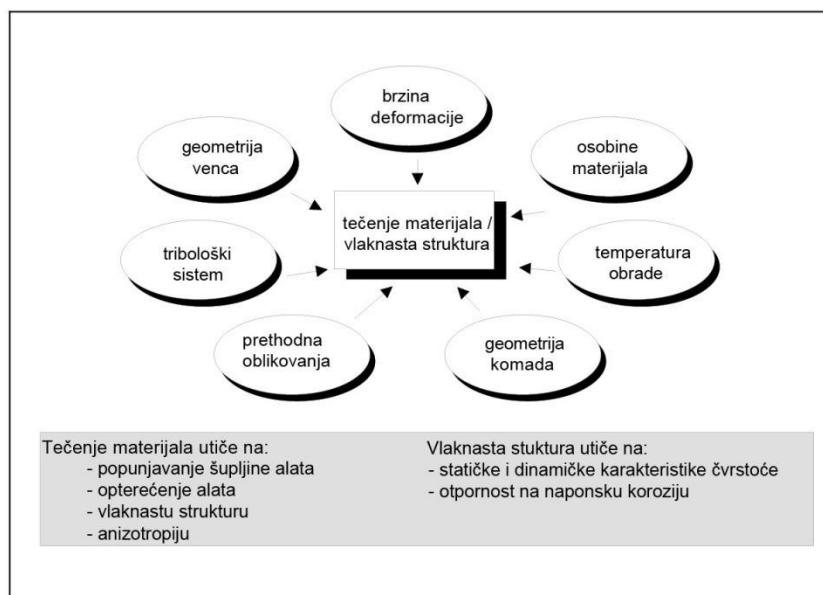 brzina
deformacije
geometrija
venca
osobine
materijala
tečenje materijala /
vlaknasta struktura
tribološki
sistem
temperatura
obrade
prethodna
oblikovanja
geometrija
komada
Tečenje materijala utiče na:
- popunjavanje šupljine alata
- opterećenje alata
- vlaknastu strukturu
- anizotropiju
Vlaknasta stuktura utiče na:
- statičke i dinamičke karakteristike čvrstoće
- otpornost na naponsku koroziju